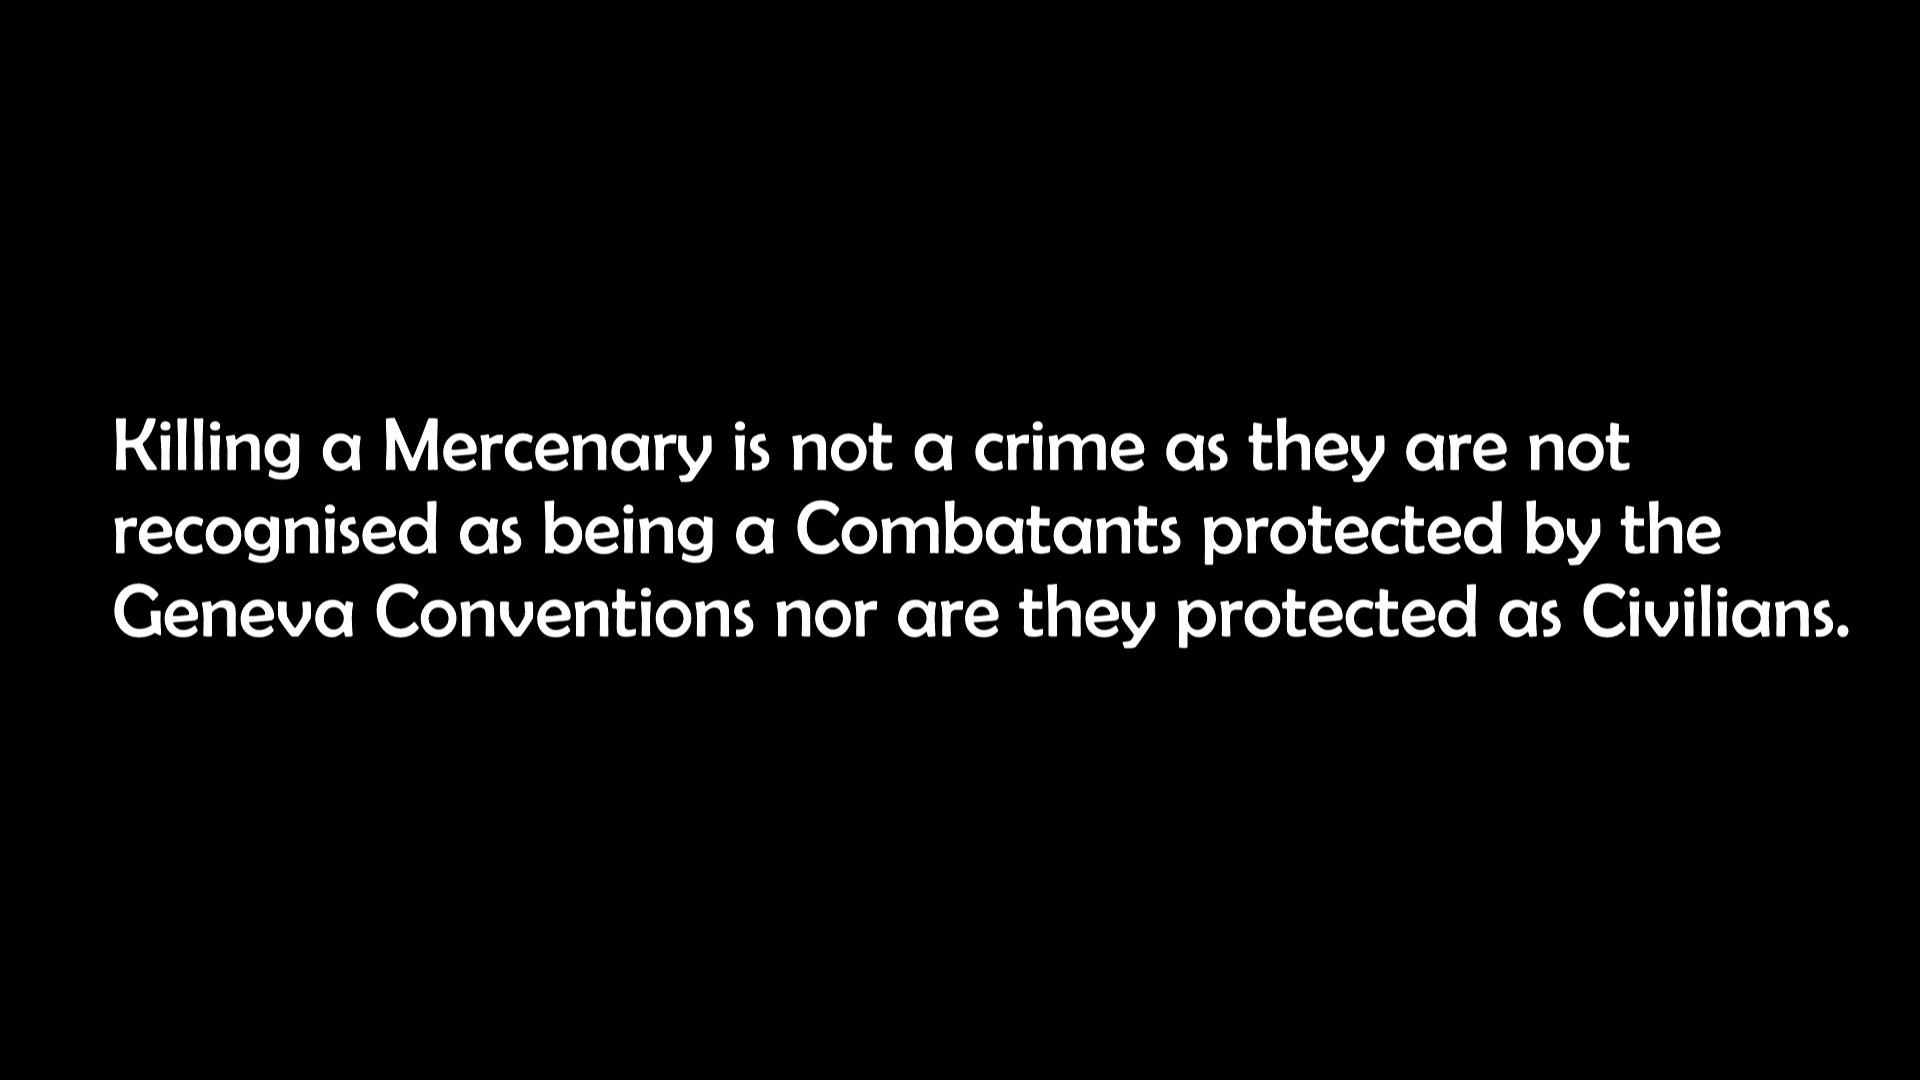 Killing a Mercenary is not a crime as they are not
recognised as being a Combatants protected by the
Geneva Conventions nor are they protected as Civilians.